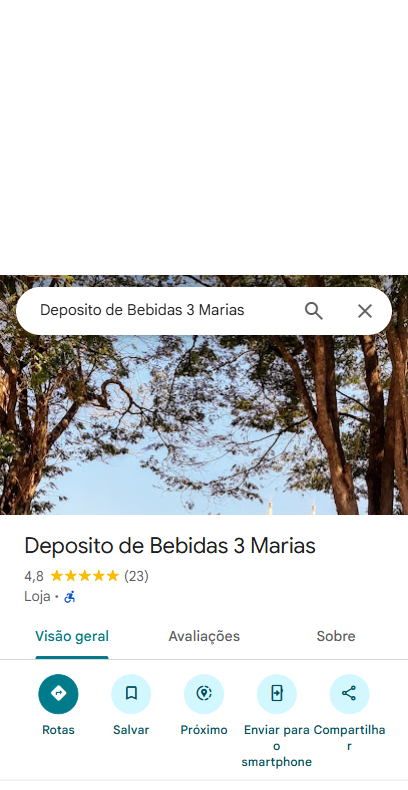 Deposito de Bebidas 3 Marias
Deposito de Bebidas 3 Marias
4,8 (23)
Loja ·
Visão geral Avaliações Sobre
Rotas Salvar Próximo Enviar para o smartphone Compartilhar